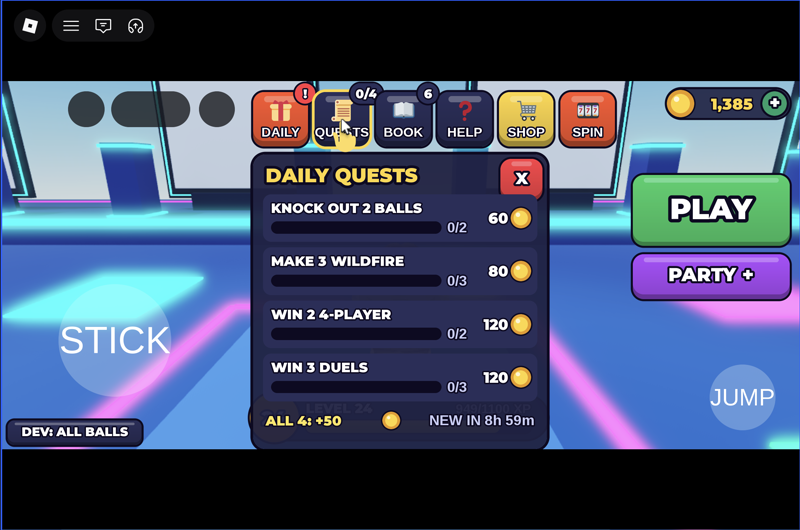 ! 0/4 6
DAILY QUESTS BOOK HELP SHOP SPIN
1,385 +
DAILY QUESTS X
KNOCK OUT 2 BALLS
0/2 60
MAKE 3 WILDFIRE
0/3 80
WIN 2 4-PLAYER
0/2 120
WIN 3 DUELS
0/3 120
LEVEL 24
ALL 4: +50 NEW IN 8h 59m
PLAY
PARTY +
STICK
JUMP
DEV: ALL BALLS